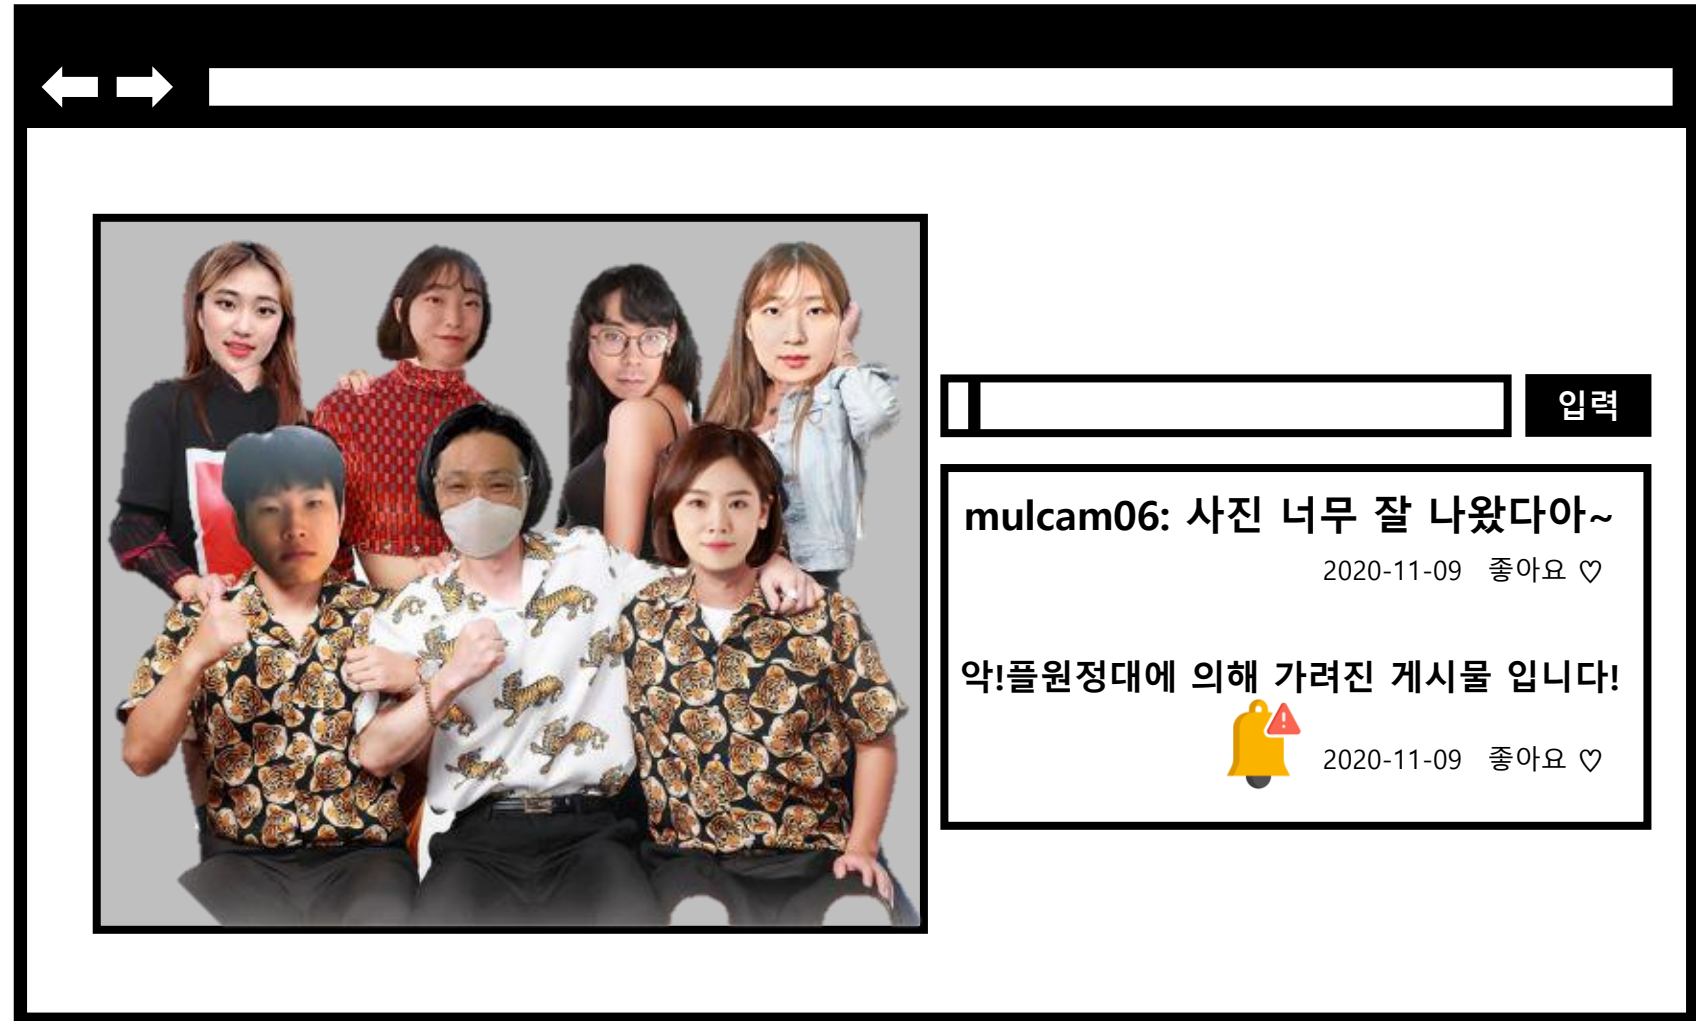 입력
mulcam06: 사진 너무 잘 나왔다아~
2020-11-09 좋아요 ♡
악!플원정대에 의해 가려진 게시물 입니다!
2020-11-09 좋아요 ♡